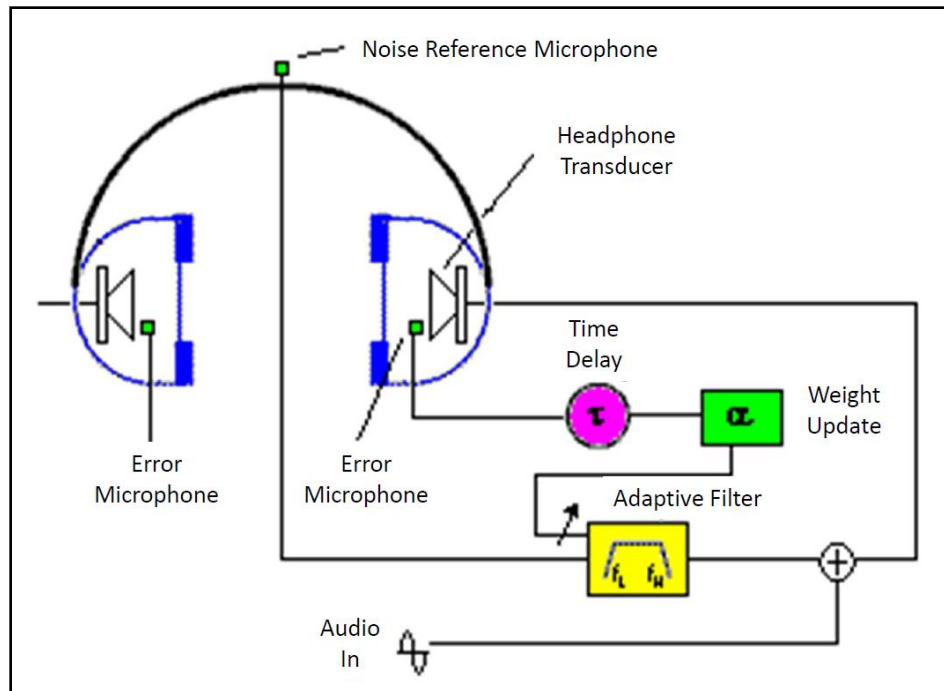 Noise Reference Microphone
Headphone
Transducer
Time
Delay
τ
α
Weight
Update
Error
Microphone
Error
Microphone
Adaptive Filter
fL fH
+
Audio
In